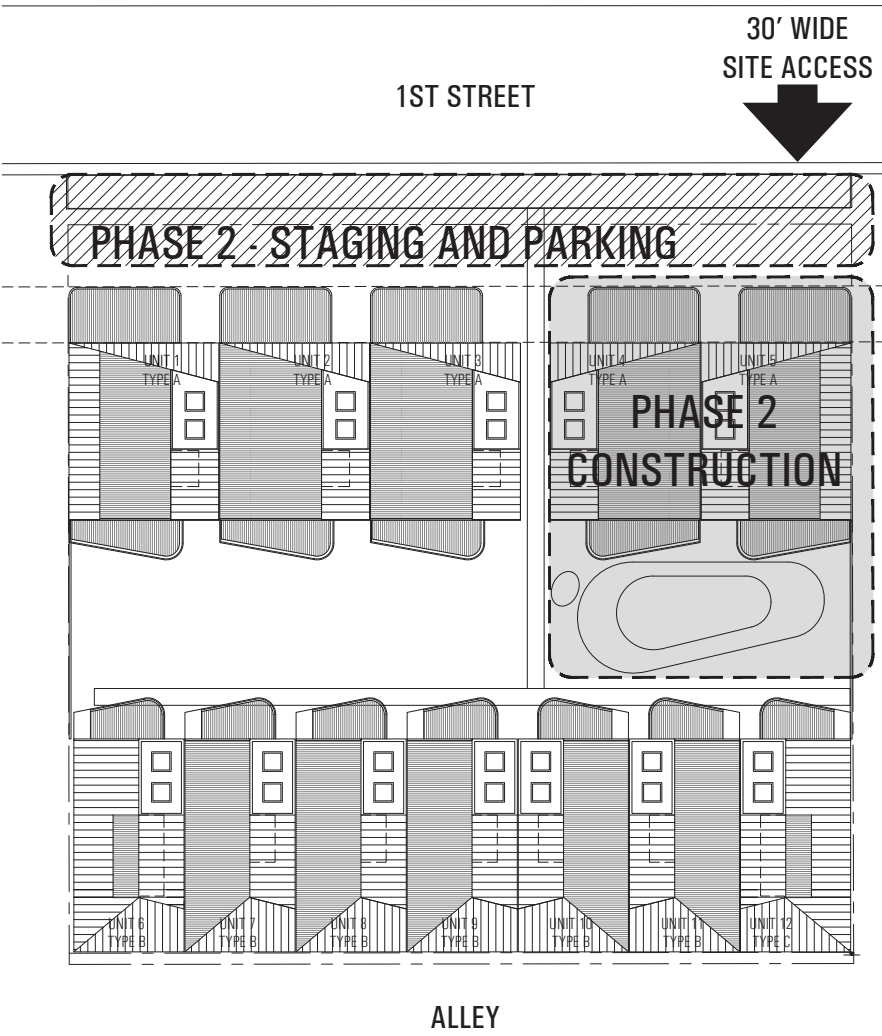 30' WIDE
SITE ACCESS
1ST STREET
PHASE 2 - STAGING AND PARKING
UNIT 1
TYPE A
UNIT 2
TYPE A
UNIT 3
TYPE A
UNIT 4
TYPE A
UNIT 5
TYPE A
PHASE 2
CONSTRUCTION
UNIT 6
TYPE B
UNIT 7
TYPE B
UNIT 8
TYPE B
UNIT 9
TYPE B
UNIT 10
TYPE B
UNIT 11
TYPE B
UNIT 12
TYPE C
ALLEY